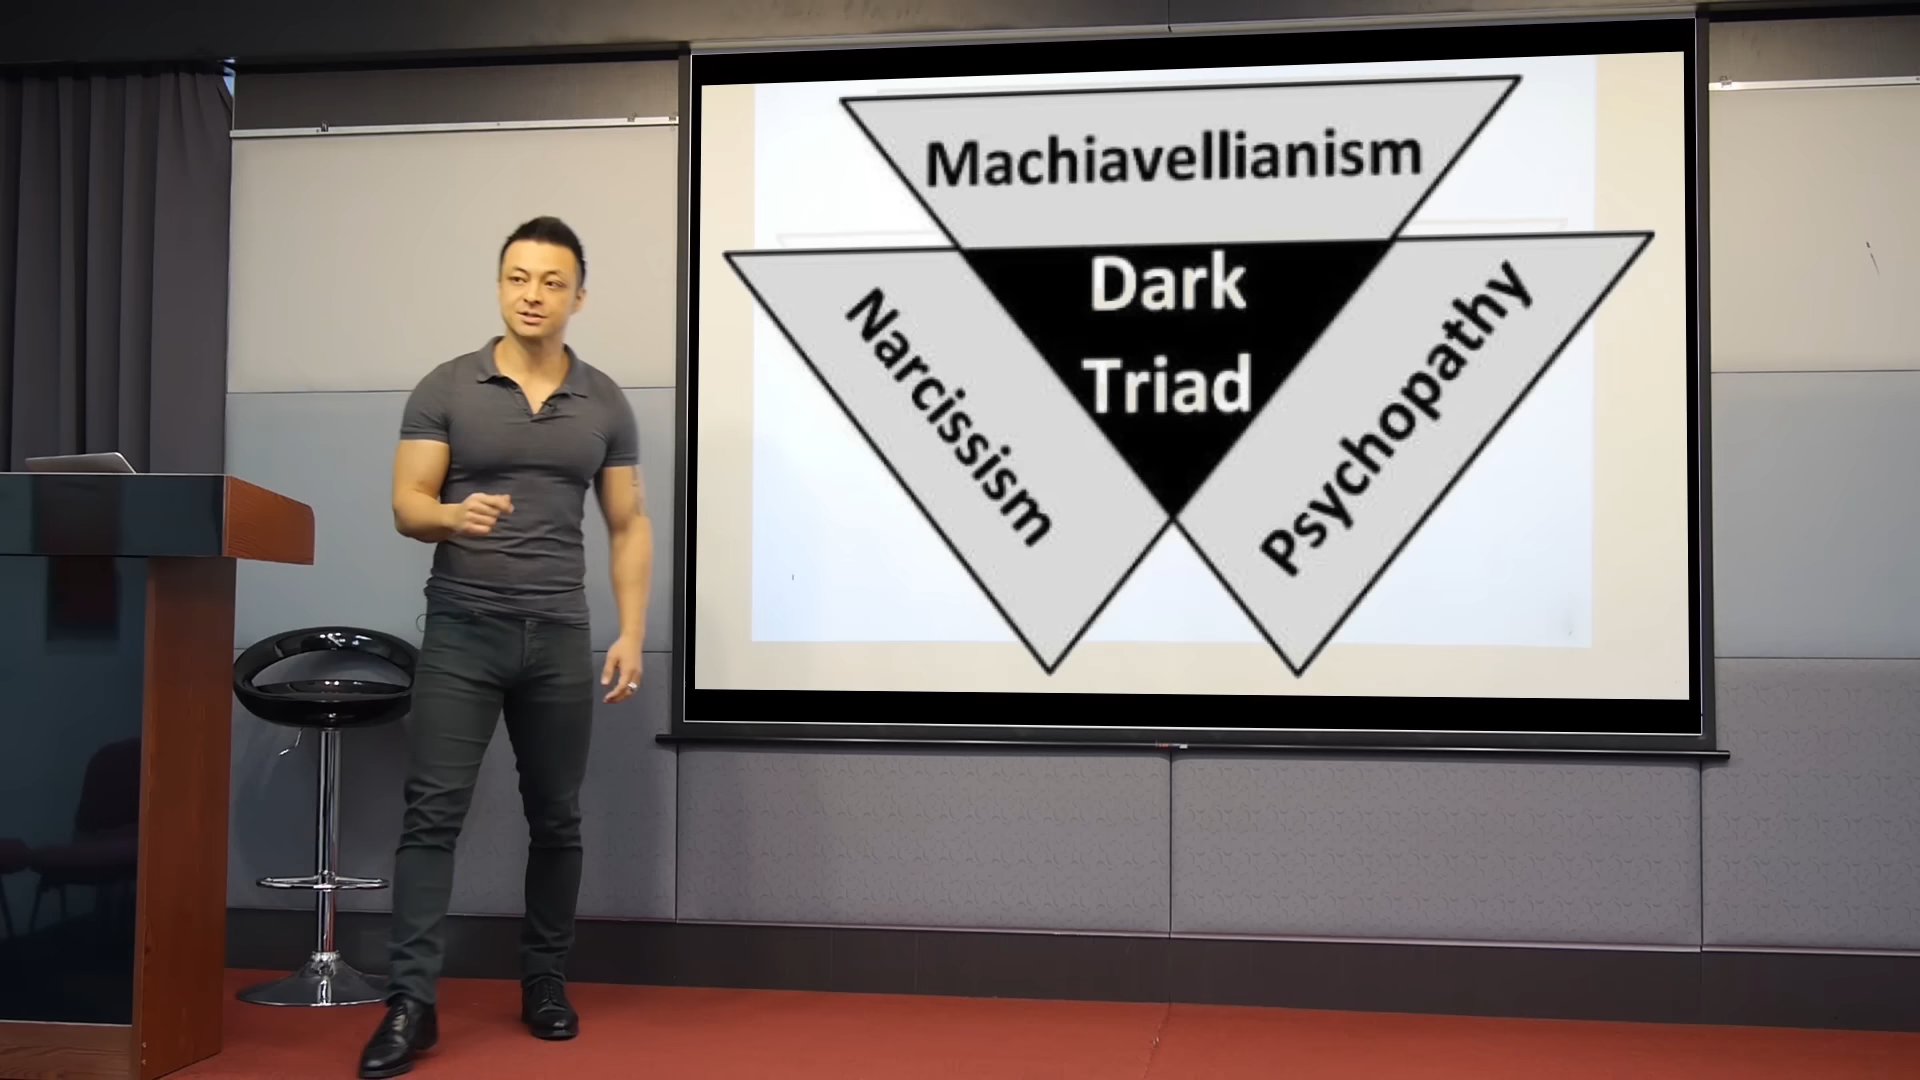 Machiavellianism
Dark
Triad
Narcissism
Psychopathy